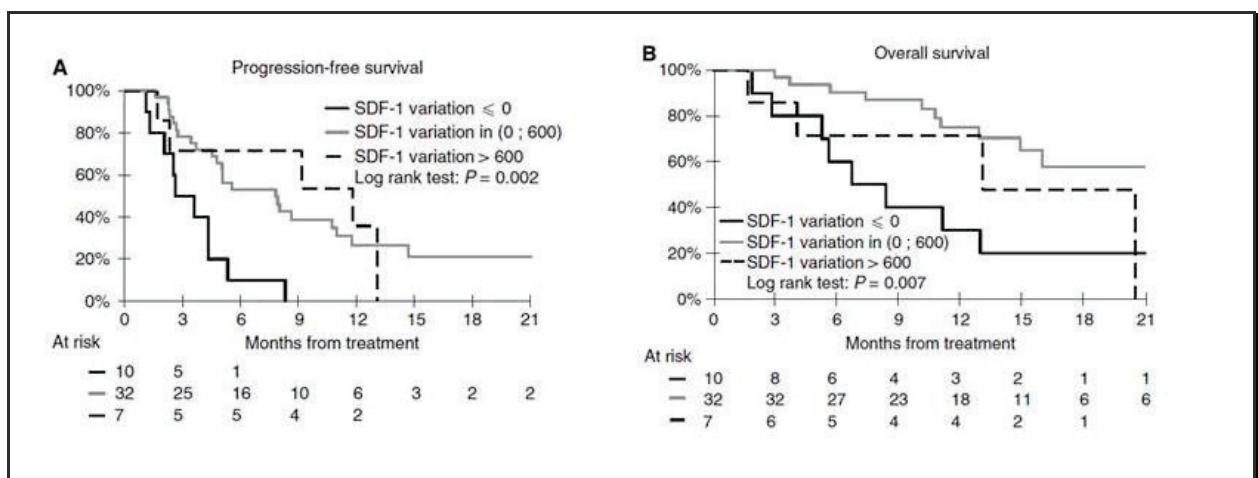 A
Progression-free survival
100%
80%
60%
40%
20%
0%
SDF-1 variation ⩽ 0
SDF-1 variation in (0 ; 600)
SDF-1 variation > 600
Log rank test: P = 0.002
0 3 6 9 12 15 18 21
Months from treatment
At risk
10 5 1
32 25 16 10 6 3 2 2
7 5 5 4 2
B
Overall survival
100%
80%
60%
40%
20%
0%
SDF-1 variation ⩽ 0
SDF-1 variation in (0 ; 600)
SDF-1 variation > 600
Log rank test: P = 0.007
0 3 6 9 12 15 18 21
Months from treatment
At risk
10 8 6 4 3 2 1 1
32 32 27 23 18 11 6 6
7 6 5 4 4 2 1